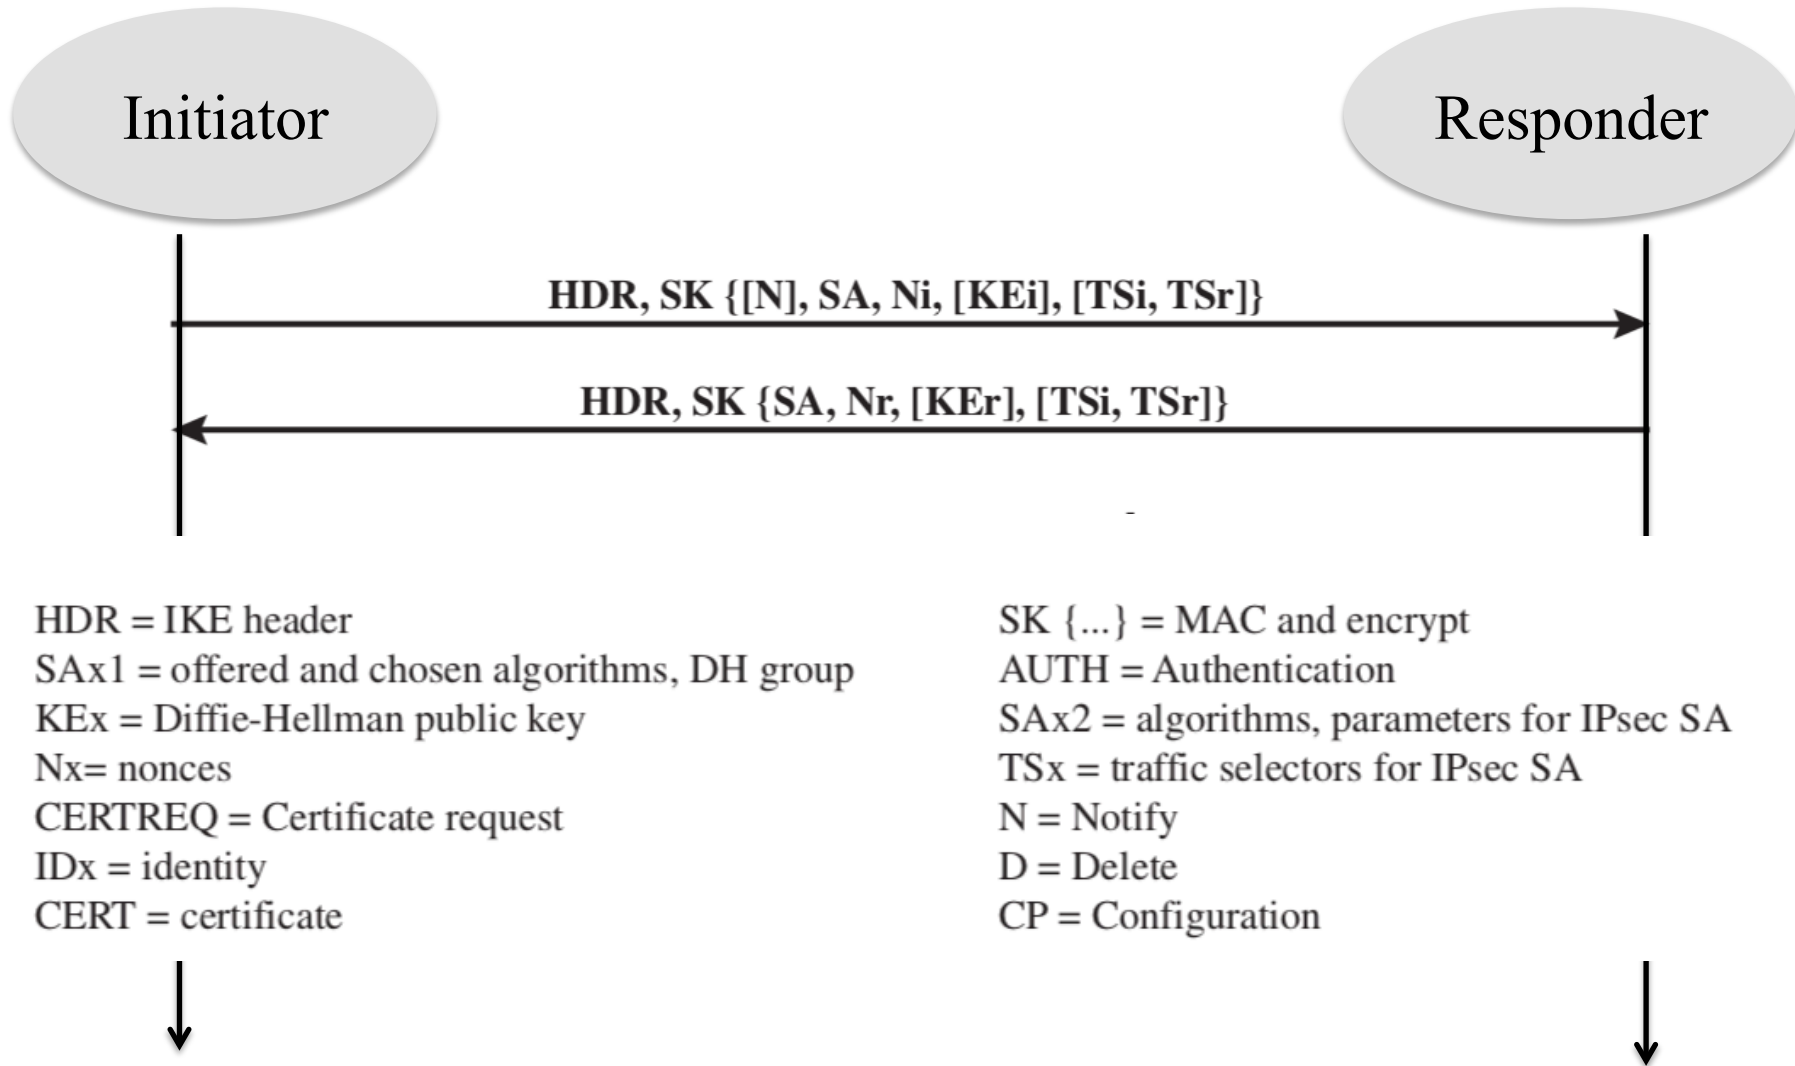 Initiator
Responder
HDR, SK {[N], SA, Ni, [KEi], [TSi, TSr]}
HDR, SK {SA, Nr, [KEr], [TSi, TSr]}
HDR = IKE header
SAx1 = offered and chosen algorithms, DH group
KEx = Diffie-Hellman public key
Nx= nonces
CERTREQ = Certificate request
IDx = identity
CERT = certificate
SK {...} = MAC and encrypt
AUTH = Authentication
SAx2 = algorithms, parameters for IPsec SA
TSx = traffic selectors for IPsec SA
N = Notify
D = Delete
CP = Configuration